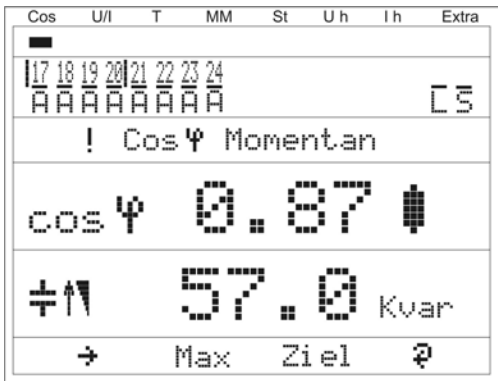 Cos U/I T MM St U h I h Extra
17 18 19 20 21 22 23 24
A A A A A A A A C S
! Cos φ Momentan
cos φ 0.87
57.0 Kvar
→ Max Ziel